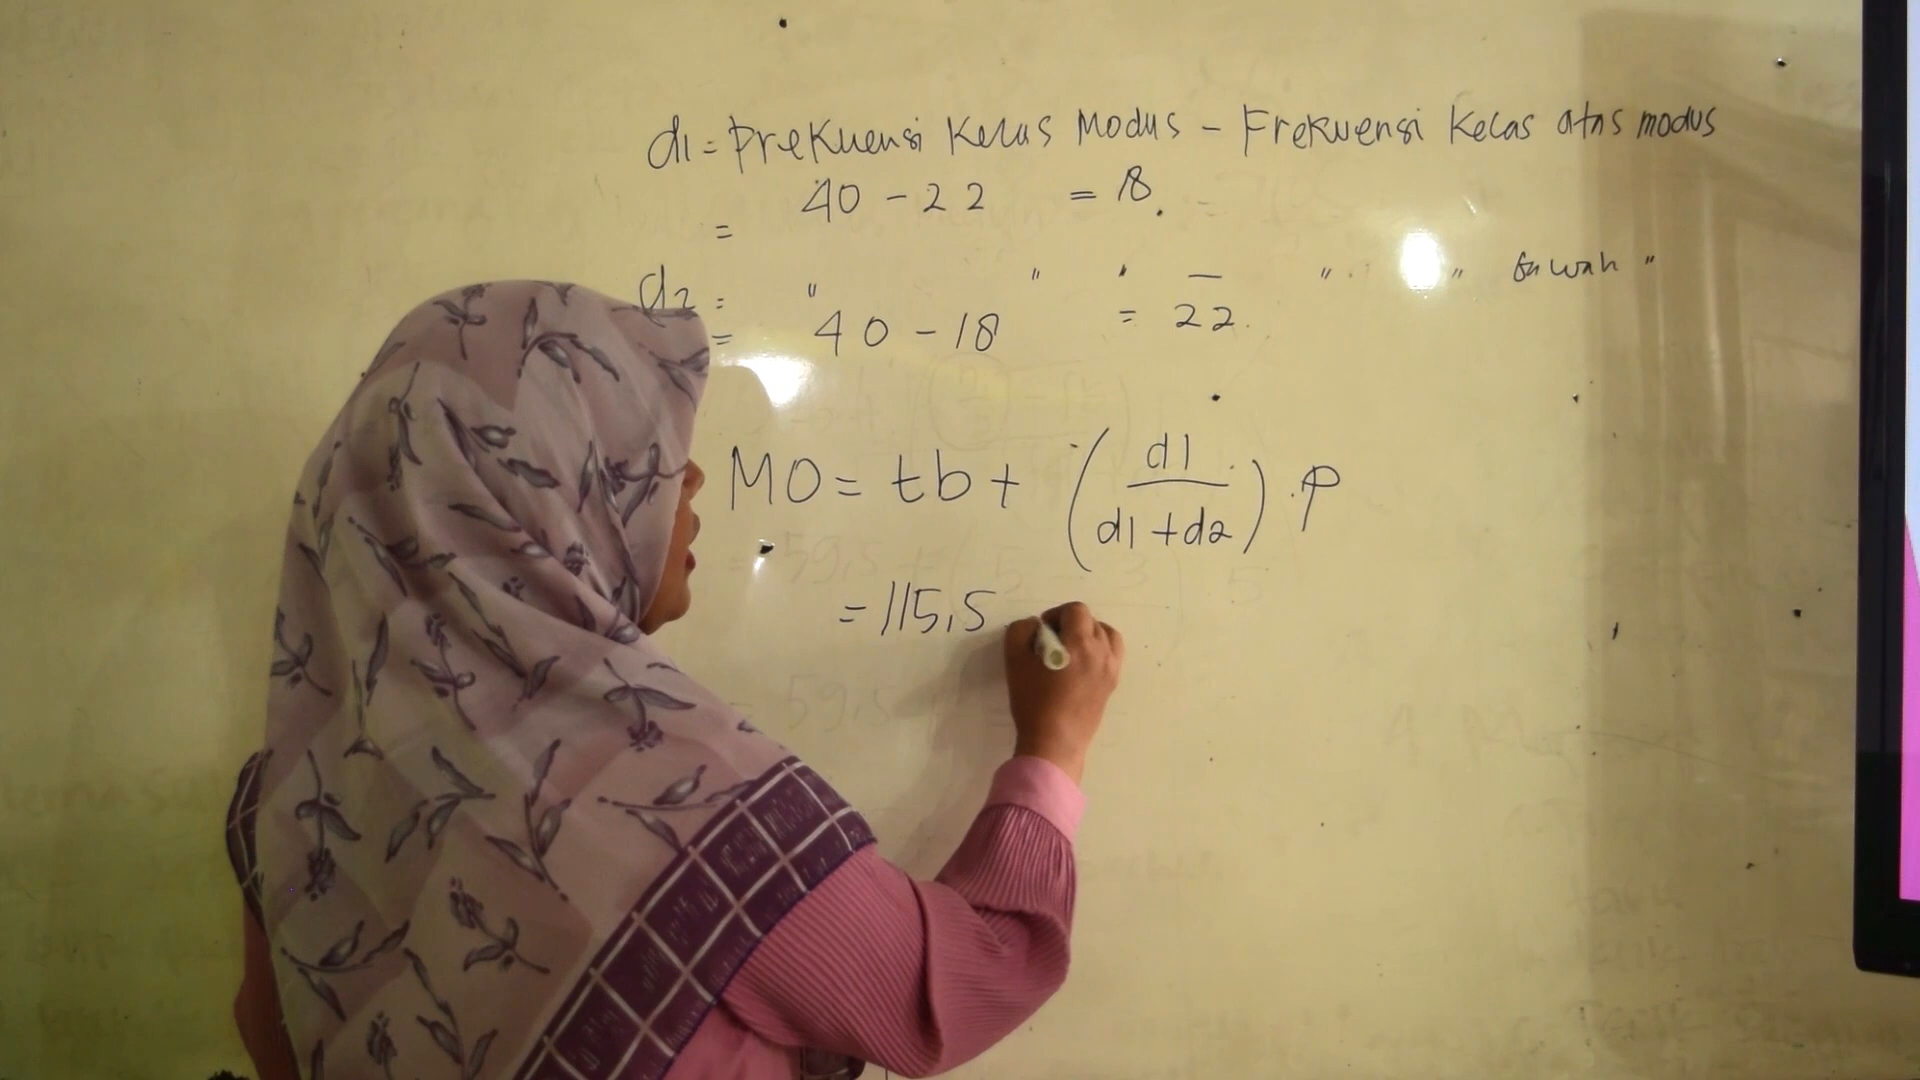 d1 = Prekuensi Kelas Modus - Frekuensi Kelas atas modus
= 40 - 22 = 18.
d2 = " " " - " " bawah "
= 40 - 18 = 22.
MO = tb + (d1 / d1 + d2) . p
= 115,5